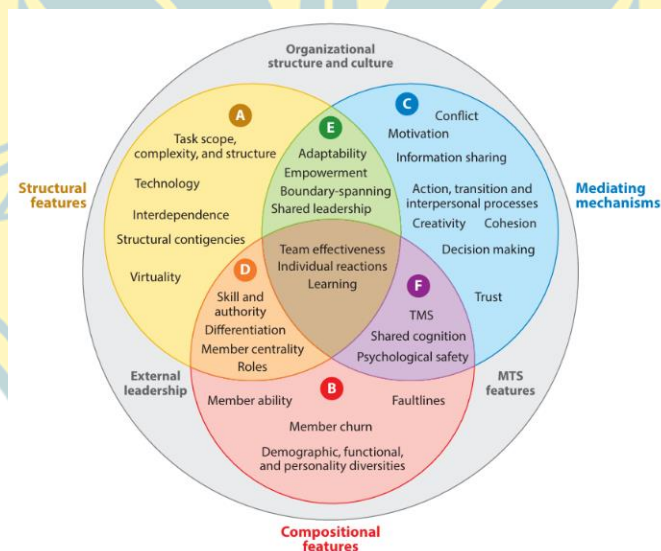 Organizational
structure and culture
A
Task scope,
complexity, and structure
Technology
Interdependence
Structural contigencies
Virtuality
Structural
features
E
Adaptability
Empowerment
Boundary-spanning
Shared leadership
C
Conflict
Motivation
Information sharing
Action, transition and
interpersonal processes
Creativity Cohesion
Decision making
Trust
Mediating
mechanisms
Team effectiveness
Individual reactions
Learning
D
Skill and
authority
Differentiation
Member centrality
Roles
F
TMS
Shared cognition
Psychological safety
External
leadership
MTS
features
B
Member ability
Faultlines
Member churn
Demographic, functional,
and personality diversities
Compositional
features